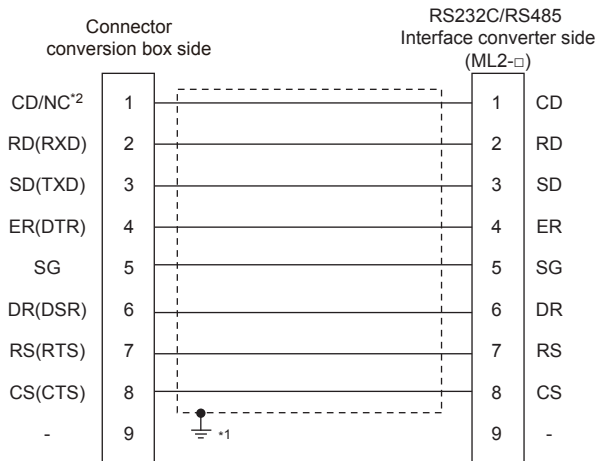 Connector
conversion box side
RS232C/RS485
Interface converter side
(ML2-□)
CD/NC*2 1 1 CD
RD(RXD) 2 2 RD
SD(TXD) 3 3 SD
ER(DTR) 4 4 ER
SG 5 5 SG
DR(DSR) 6 6 DR
RS(RTS) 7 7 RS
CS(CTS) 8 8 CS
- 9 *1 9 -